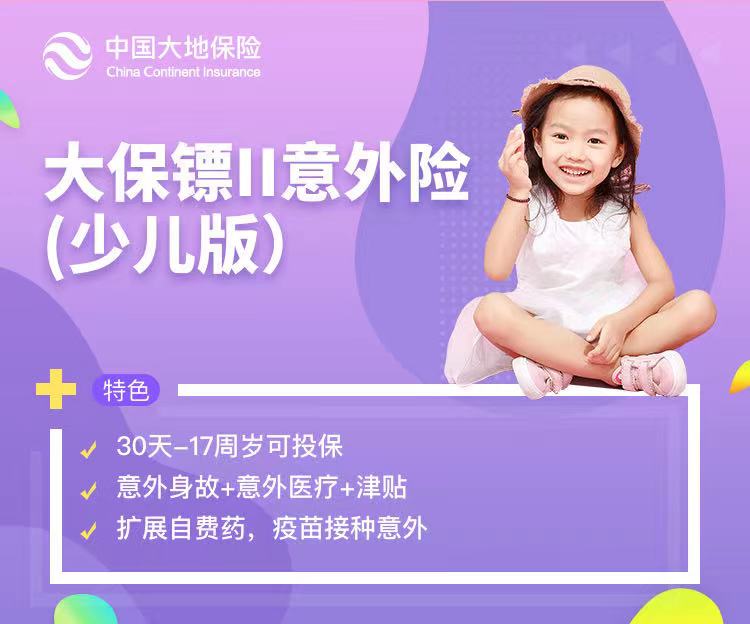 中国大地保险
China Continent Insurance
大保镖II意外险
(少儿版）
特色
30天-17周岁可投保
意外身故+意外医疗+津贴
扩展自费药，疫苗接种意外